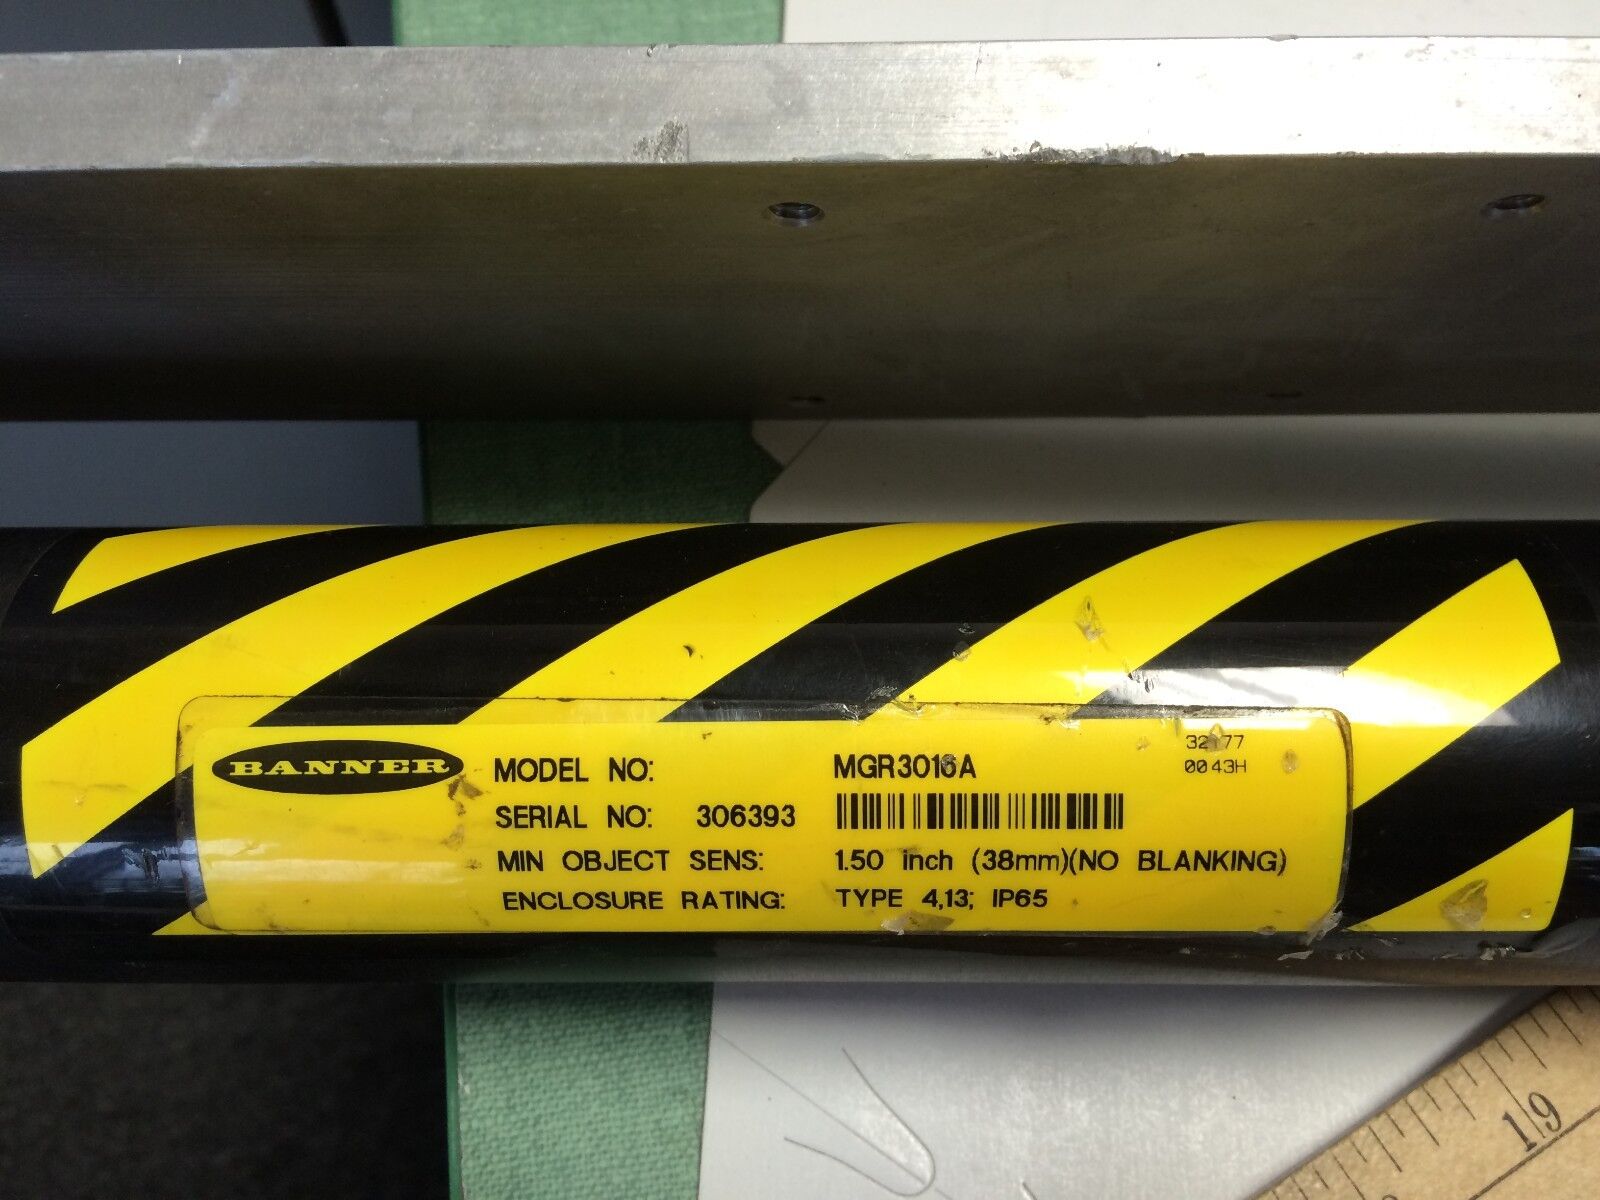 BANNER
MODEL NO: MGR3016A
32177
0043H
SERIAL NO: 306393
MIN OBJECT SENS: 1.50 inch (38mm)(NO BLANKING)
ENCLOSURE RATING: TYPE 4,13; IP65
19